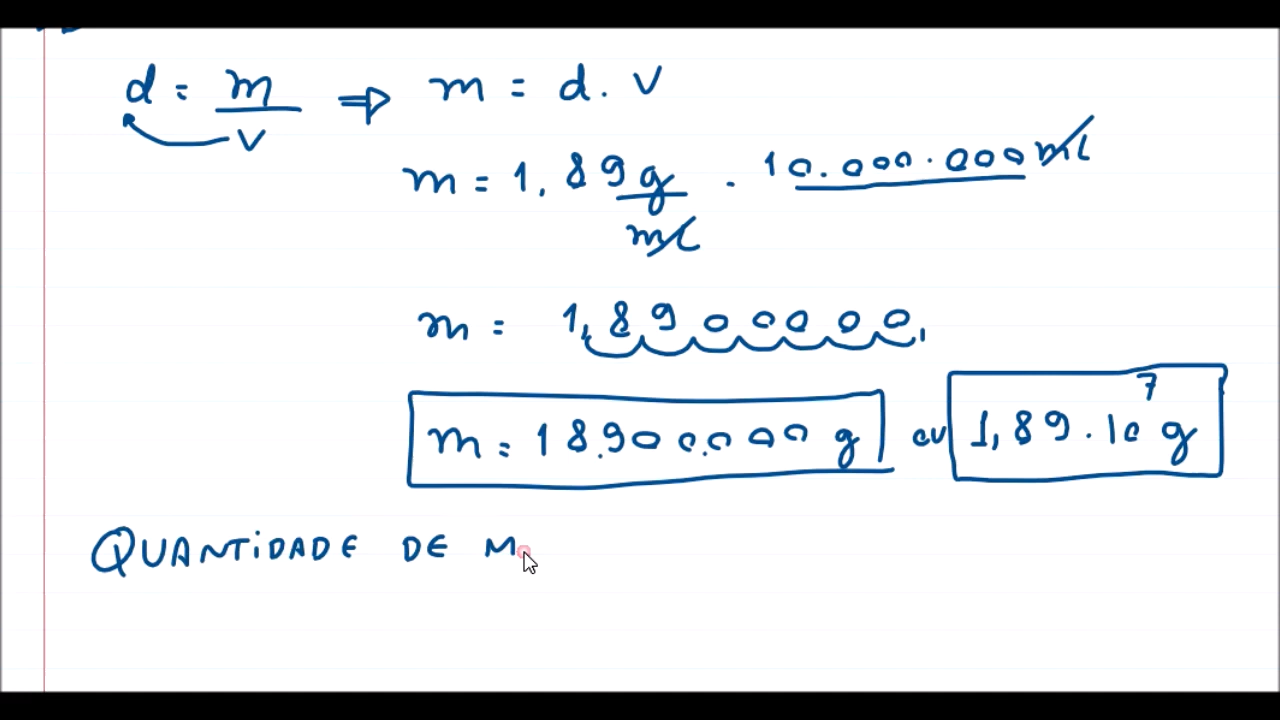 d = m/V ⇒ m = d . V
m = 1,89 g/ml . 10.000.000 ml
m = 1,8900000,
m = 18.900.000 g ou 1,89 . 10⁷ g
QUANTIDADE DE M